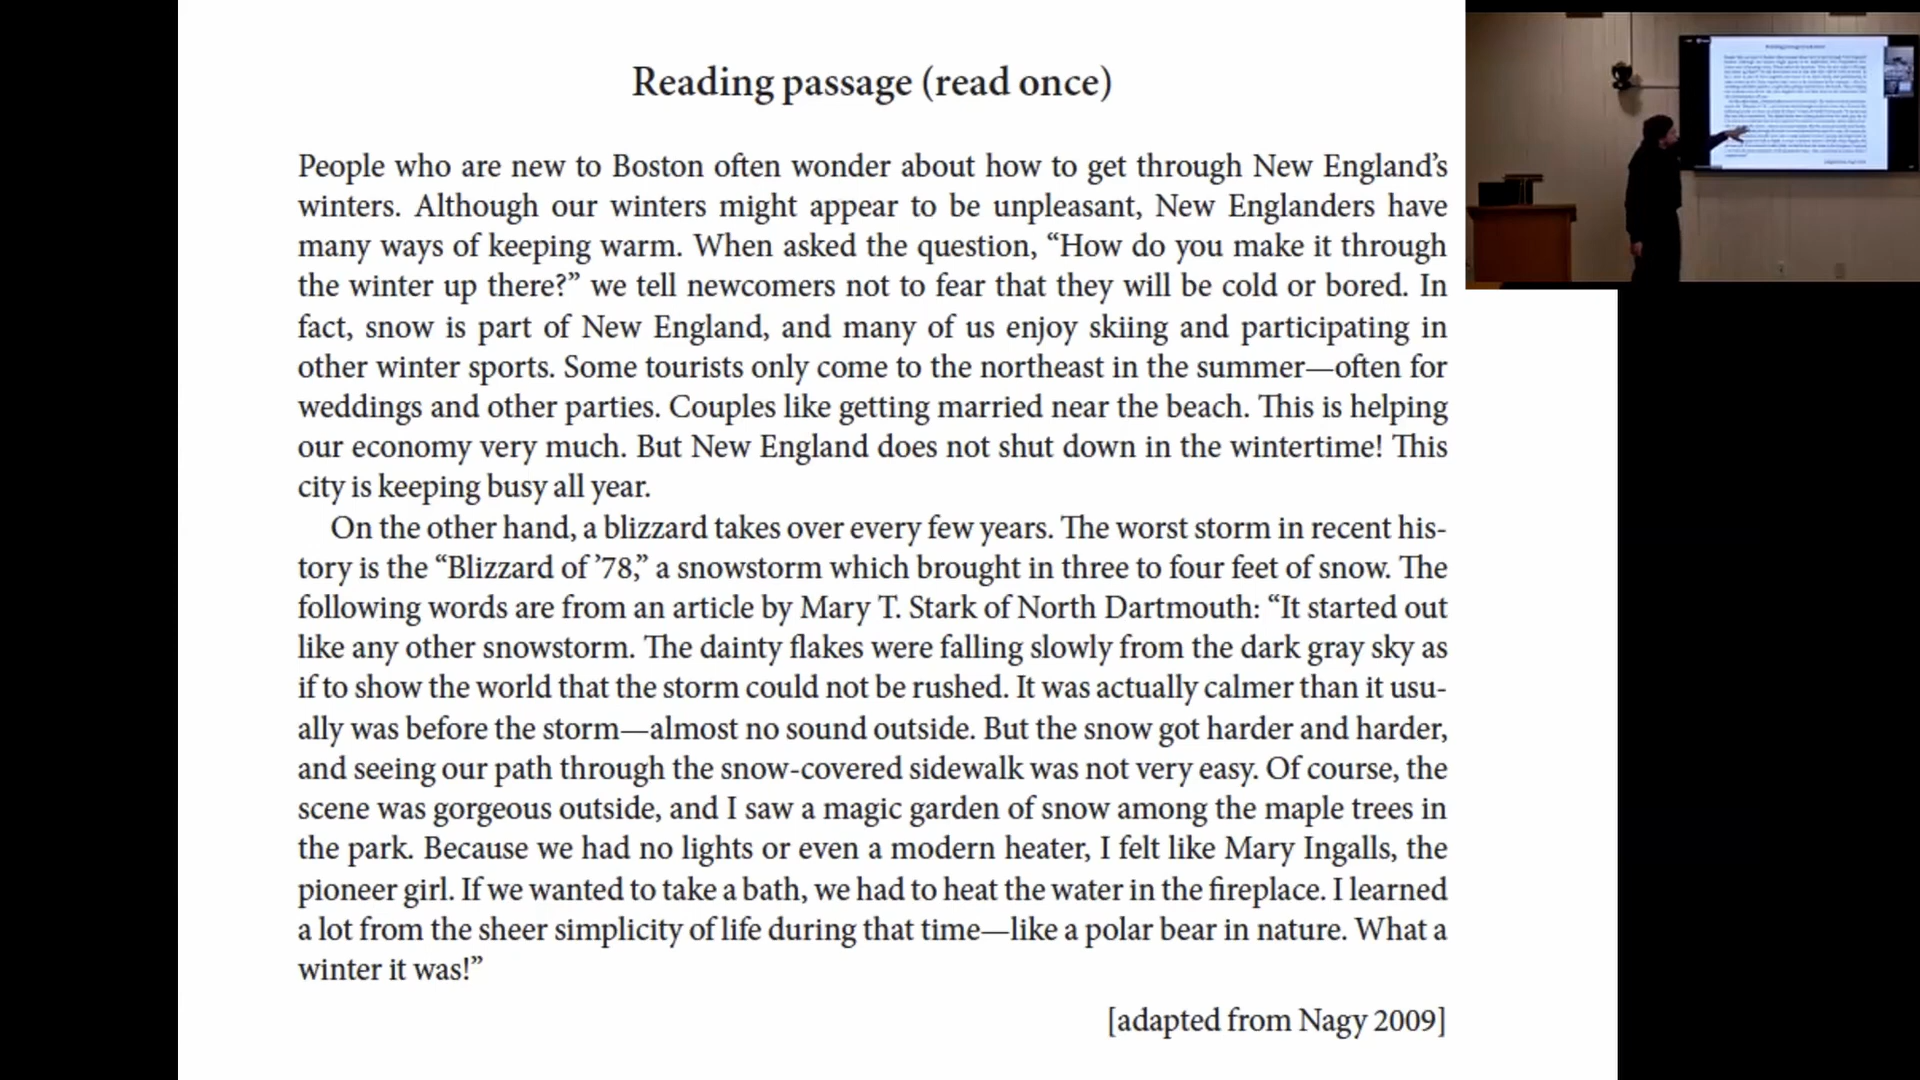 Reading passage (read once)
People who are new to Boston often wonder about how to get through New England’s
winters. Although our winters might appear to be unpleasant, New Englanders have
many ways of keeping warm. When asked the question, “How do you make it through
the winter up there?” we tell newcomers not to fear that they will be cold or bored. In
fact, snow is part of New England, and many of us enjoy skiing and participating in
other winter sports. Some tourists only come to the northeast in the summer—often for
weddings and other parties. Couples like getting married near the beach. This is helping
our economy very much. But New England does not shut down in the wintertime! This
city is keeping busy all year.
On the other hand, a blizzard takes over every few years. The worst storm in recent his-
tory is the “Blizzard of ’78,” a snowstorm which brought in three to four feet of snow. The
following words are from an article by Mary T. Stark of North Dartmouth: “It started out
like any other snowstorm. The dainty flakes were falling slowly from the dark gray sky as
if to show the world that the storm could not be rushed. It was actually calmer than it usu-
ally was before the storm—almost no sound outside. But the snow got harder and harder,
and seeing our path through the snow-covered sidewalk was not very easy. Of course, the
scene was gorgeous outside, and I saw a magic garden of snow among the maple trees in
the park. Because we had no lights or even a modern heater, I felt like Mary Ingalls, the
pioneer girl. If we wanted to take a bath, we had to heat the water in the fireplace. I learned
a lot from the sheer simplicity of life during that time—like a polar bear in nature. What a
winter it was!”
[adapted from Nagy 2009]